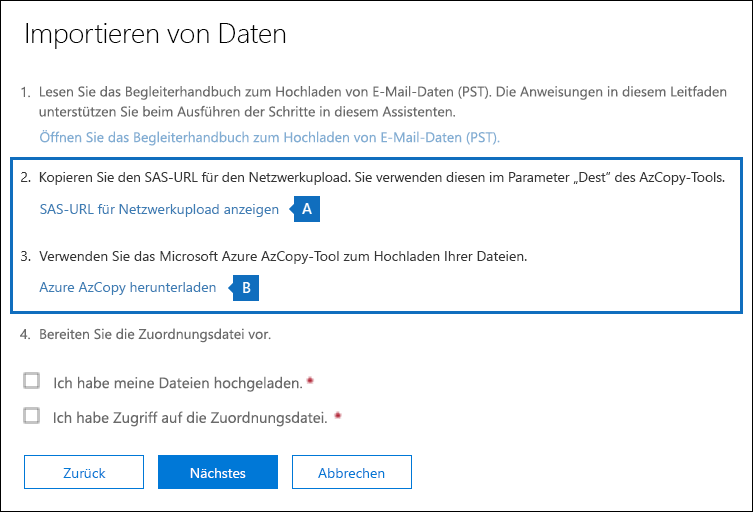 Importieren von Daten
1. Lesen Sie das Begleiterhandbuch zum Hochladen von E-Mail-Daten (PST). Die Anweisungen in diesem Leitfaden
unterstützen Sie beim Ausführen der Schritte in diesem Assistenten.
Öffnen Sie das Begleiterhandbuch zum Hochladen von E-Mail-Daten (PST).
2. Kopieren Sie den SAS-URL für den Netzwerkupload. Sie verwenden diesen im Parameter „Dest" des AzCopy-Tools.
SAS-URL für Netzwerkupload anzeigen A
3. Verwenden Sie das Microsoft Azure AzCopy-Tool zum Hochladen Ihrer Dateien.
Azure AzCopy herunterladen B
4. Bereiten Sie die Zuordnungsdatei vor.
Ich habe meine Dateien hochgeladen. *
Ich habe Zugriff auf die Zuordnungsdatei. *
Zurück Nächstes Abbrechen